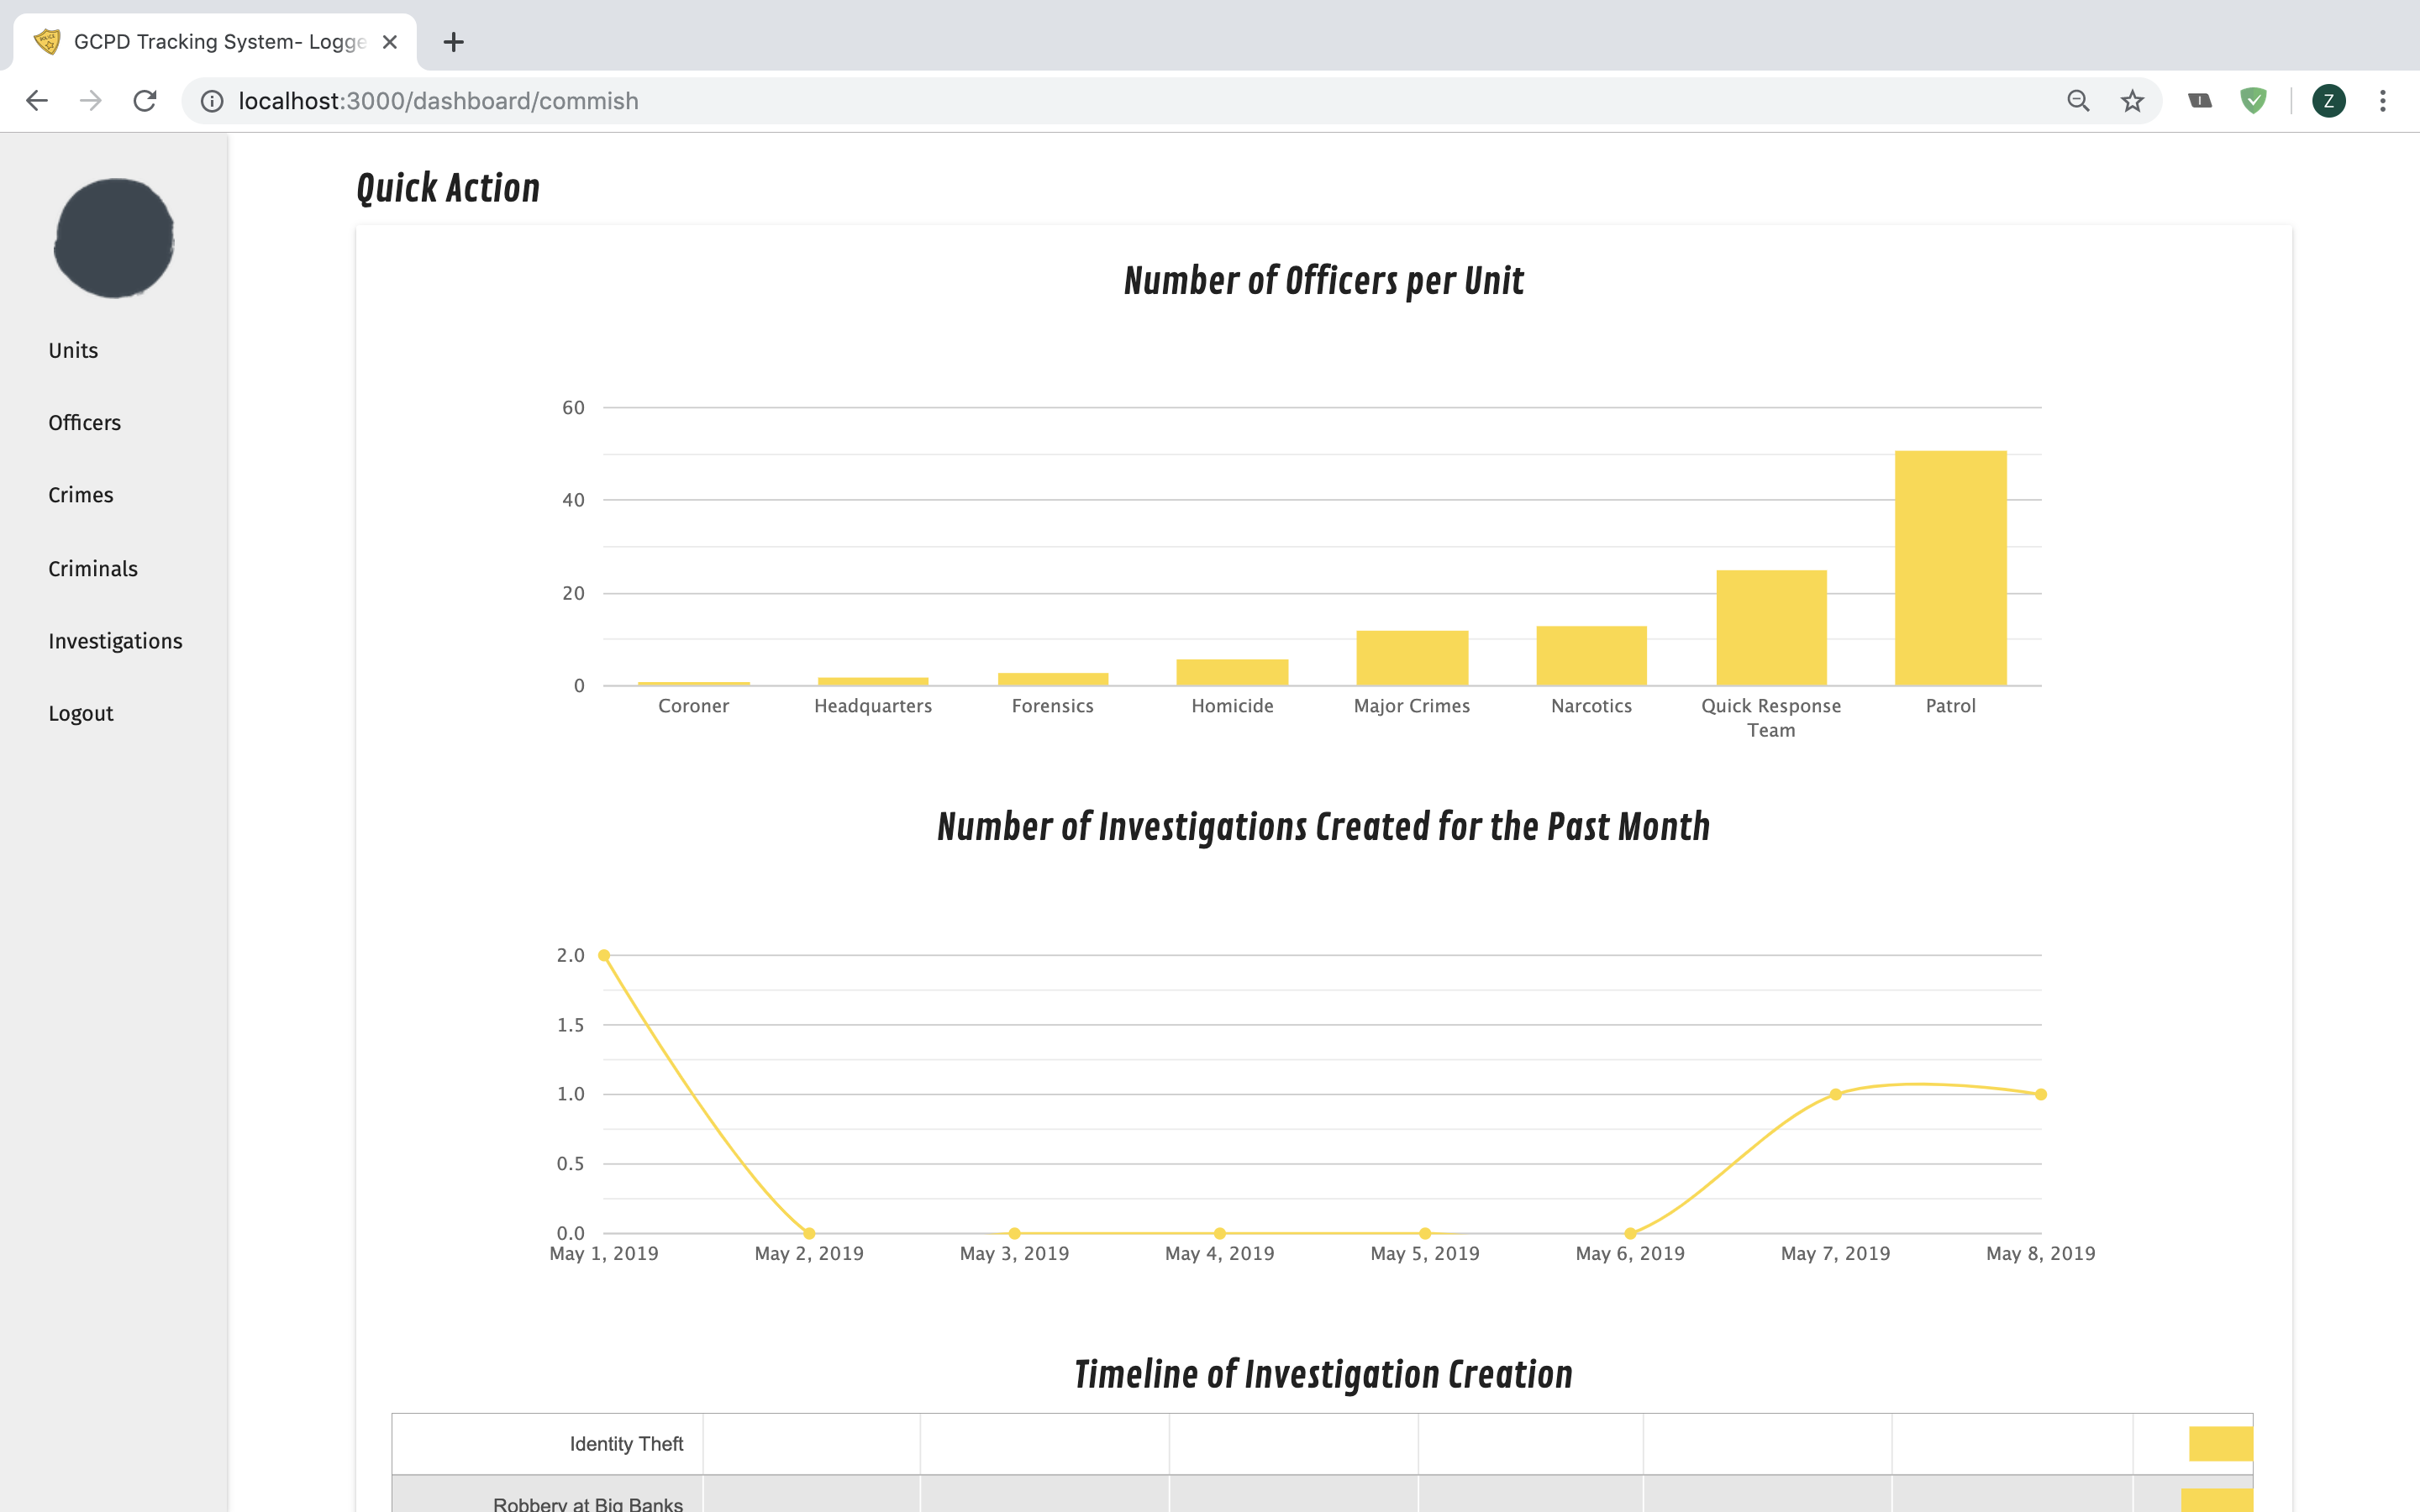 GCPD Tracking System- Logge
localhost:3000/dashboard/commish
Z
Units
Officers
Crimes
Criminals
Investigations
Logout
Quick Action
Number of Officers per Unit
60
40
20
0
Coroner
Headquarters
Forensics
Homicide
Major Crimes
Narcotics
Quick Response
Team
Patrol
Number of Investigations Created for the Past Month
2.0
1.5
1.0
0.5
0.0
May 1, 2019
May 2, 2019
May 3, 2019
May 4, 2019
May 5, 2019
May 6, 2019
May 7, 2019
May 8, 2019
Timeline of Investigation Creation
Identity Theft
Robbery at Big Banks